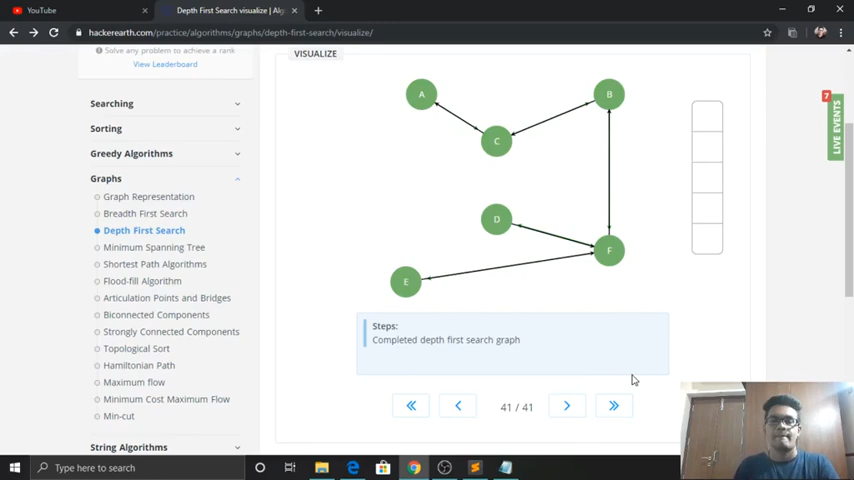 YouTube
Depth First Search visualize | Alg
hackerearth.com/practice/algorithms/graphs/depth-first-search/visualize/
Solve any problem to achieve a rank
View Leaderboard
Searching
Sorting
Greedy Algorithms
Graphs
Graph Representation
Breadth First Search
Depth First Search
Minimum Spanning Tree
Shortest Path Algorithms
Flood-fill Algorithm
Articulation Points and Bridges
Biconnected Components
Strongly Connected Components
Topological Sort
Hamiltonian Path
Maximum flow
Minimum Cost Maximum Flow
Min-cut
String Algorithms
VISUALIZE
A
B
C
D
F
E
Steps:
Completed depth first search graph
41 / 41
7
LIVE EVENTS
Type here to search